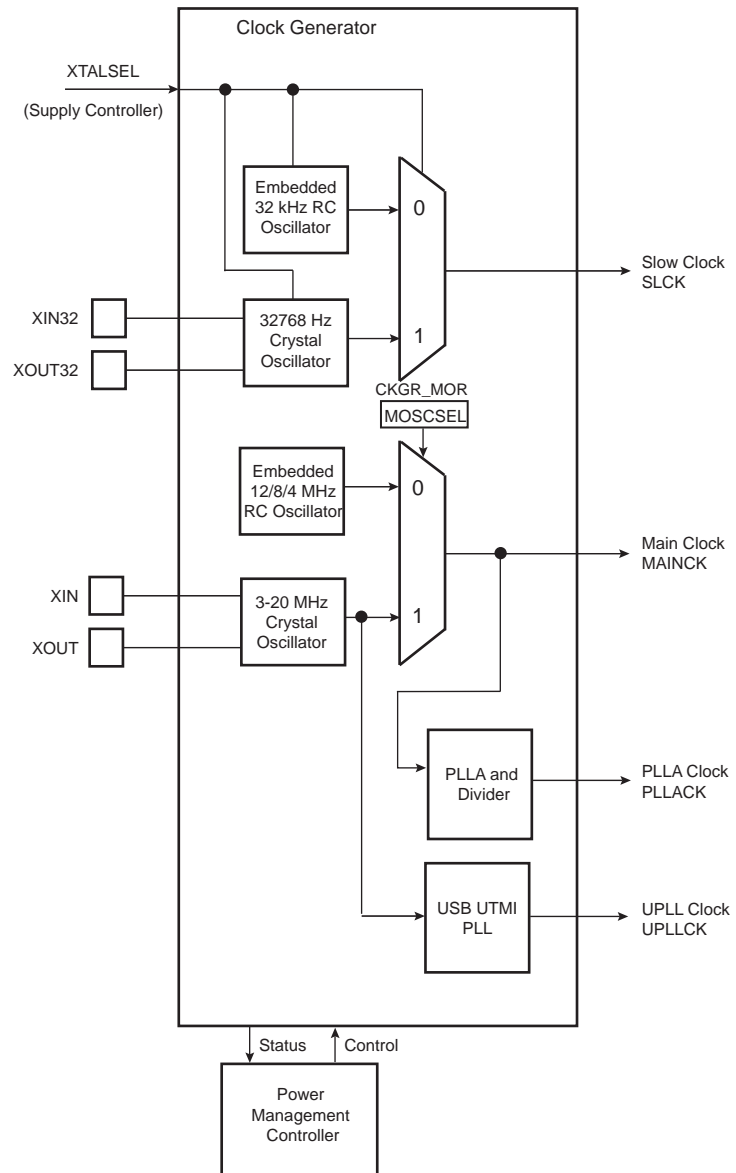 Clock Generator
XTALSEL
(Supply Controller)
Embedded
32 kHz RC
Oscillator
0
Slow Clock
SLCK
XIN32
32768 Hz
Crystal
Oscillator
1
XOUT32
CKGR_MOR
MOSCSEL
Embedded
12/8/4 MHz
RC Oscillator
0
Main Clock
MAINCK
XIN
3-20 MHz
Crystal
Oscillator
1
XOUT
PLLA and
Divider
PLLA Clock
PLLACK
USB UTMI
PLL
UPLL Clock
UPLLCK
Status
Control
Power
Management
Controller